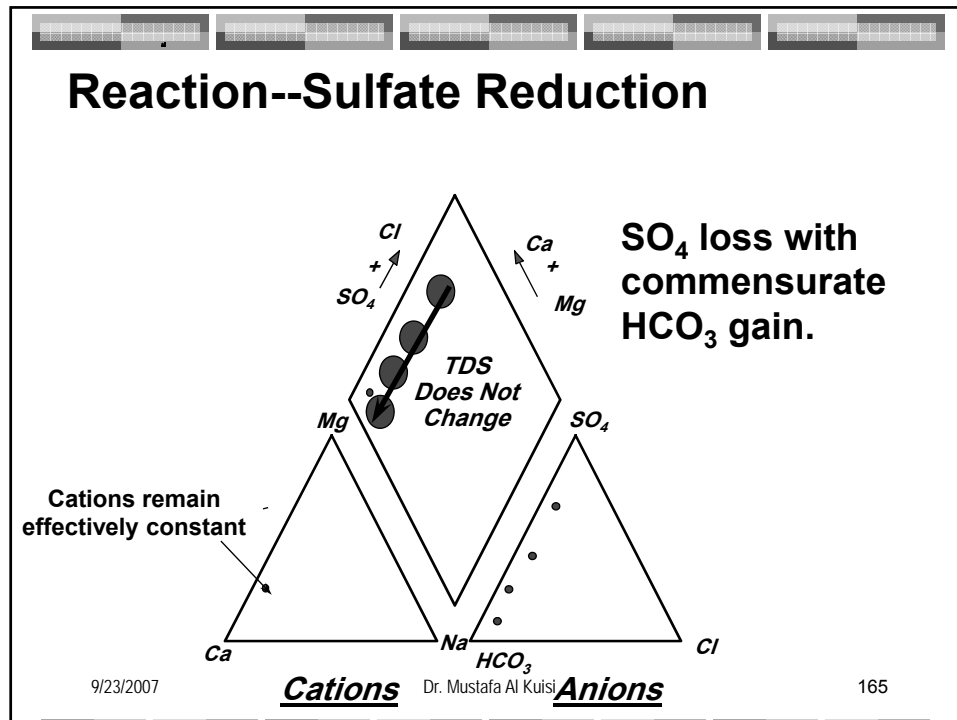 Reaction--Sulfate Reduction
SO₄ loss with
commensurate
HCO₃ gain.
Cl
+
SO₄
Ca
+
Mg
TDS
Does Not
Change
Mg
SO₄
Cations remain
effectively constant
Ca
Na
HCO₃
Cl
Cations
Anions
9/23/2007
Dr. Mustafa Al Kuisi
165